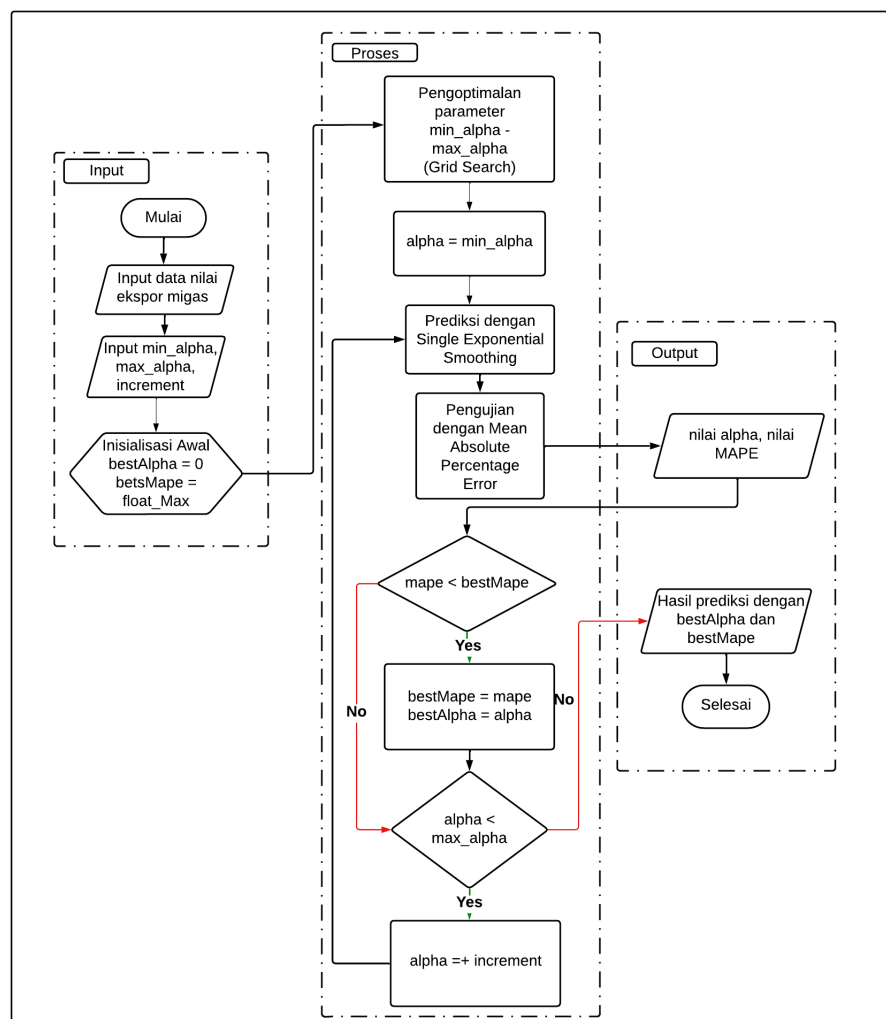 Input
Mulai
Input data nilai
ekspor migas
Input min_alpha,
max_alpha,
increment
Inisialisasi Awal
bestAlpha = 0
betsMape =
float_Max
Proses
Pengoptimalan
parameter
min_alpha -
max_alpha
(Grid Search)
alpha = min_alpha
Prediksi dengan
Single Exponential
Smoothing
Pengujian
dengan Mean
Absolute
Percentage
Error
mape < bestMape
Yes
No
bestMape = mape
bestAlpha = alpha
No
alpha <
max_alpha
Yes
alpha =+ increment
Output
nilai alpha, nilai
MAPE
Hasil prediksi dengan
bestAlpha dan
bestMape
Selesai